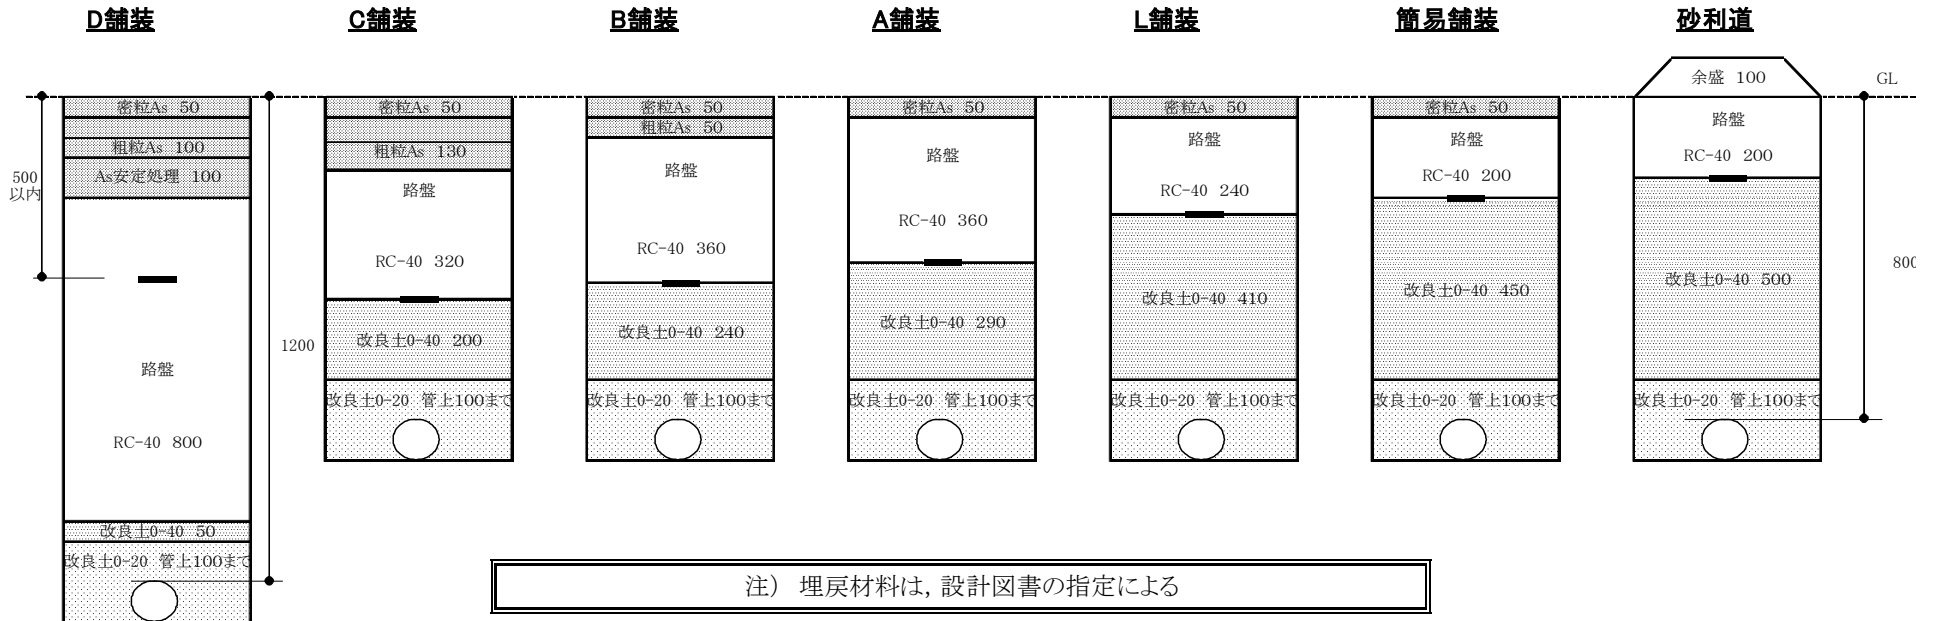 D舗装
C舗装
B舗装
A舗装
L舗装
簡易舗装
砂利道
余盛 100
GL
密粒As 50
密粒As 50
密粒As 50
密粒As 50
密粒As 50
密粒As 50
路盤
粗粒As 50
粗粒As 100
粗粒As 130
路盤
路盤
路盤
路盤
RC-40 200
As安定処理 100
500
以内
路盤
RC-40 240
RC-40 200
RC-40 360
RC-40 360
RC-40 320
800
改良土0-40 410
改良土0-40 450
改良土0-40 500
1200
改良土0-40 200
改良土0-40 240
改良土0-40 290
路盤
改良土0-20 管上100まで
改良土0-20 管上100まで
改良土0-20 管上100まで
改良土0-20 管上100まで
改良土0-20 管上100まで
改良土0-20 管上100まで
RC-40 800
改良土0-40 50
改良土0-20 管上100まで
注） 埋戻材料は，設計図書の指定による